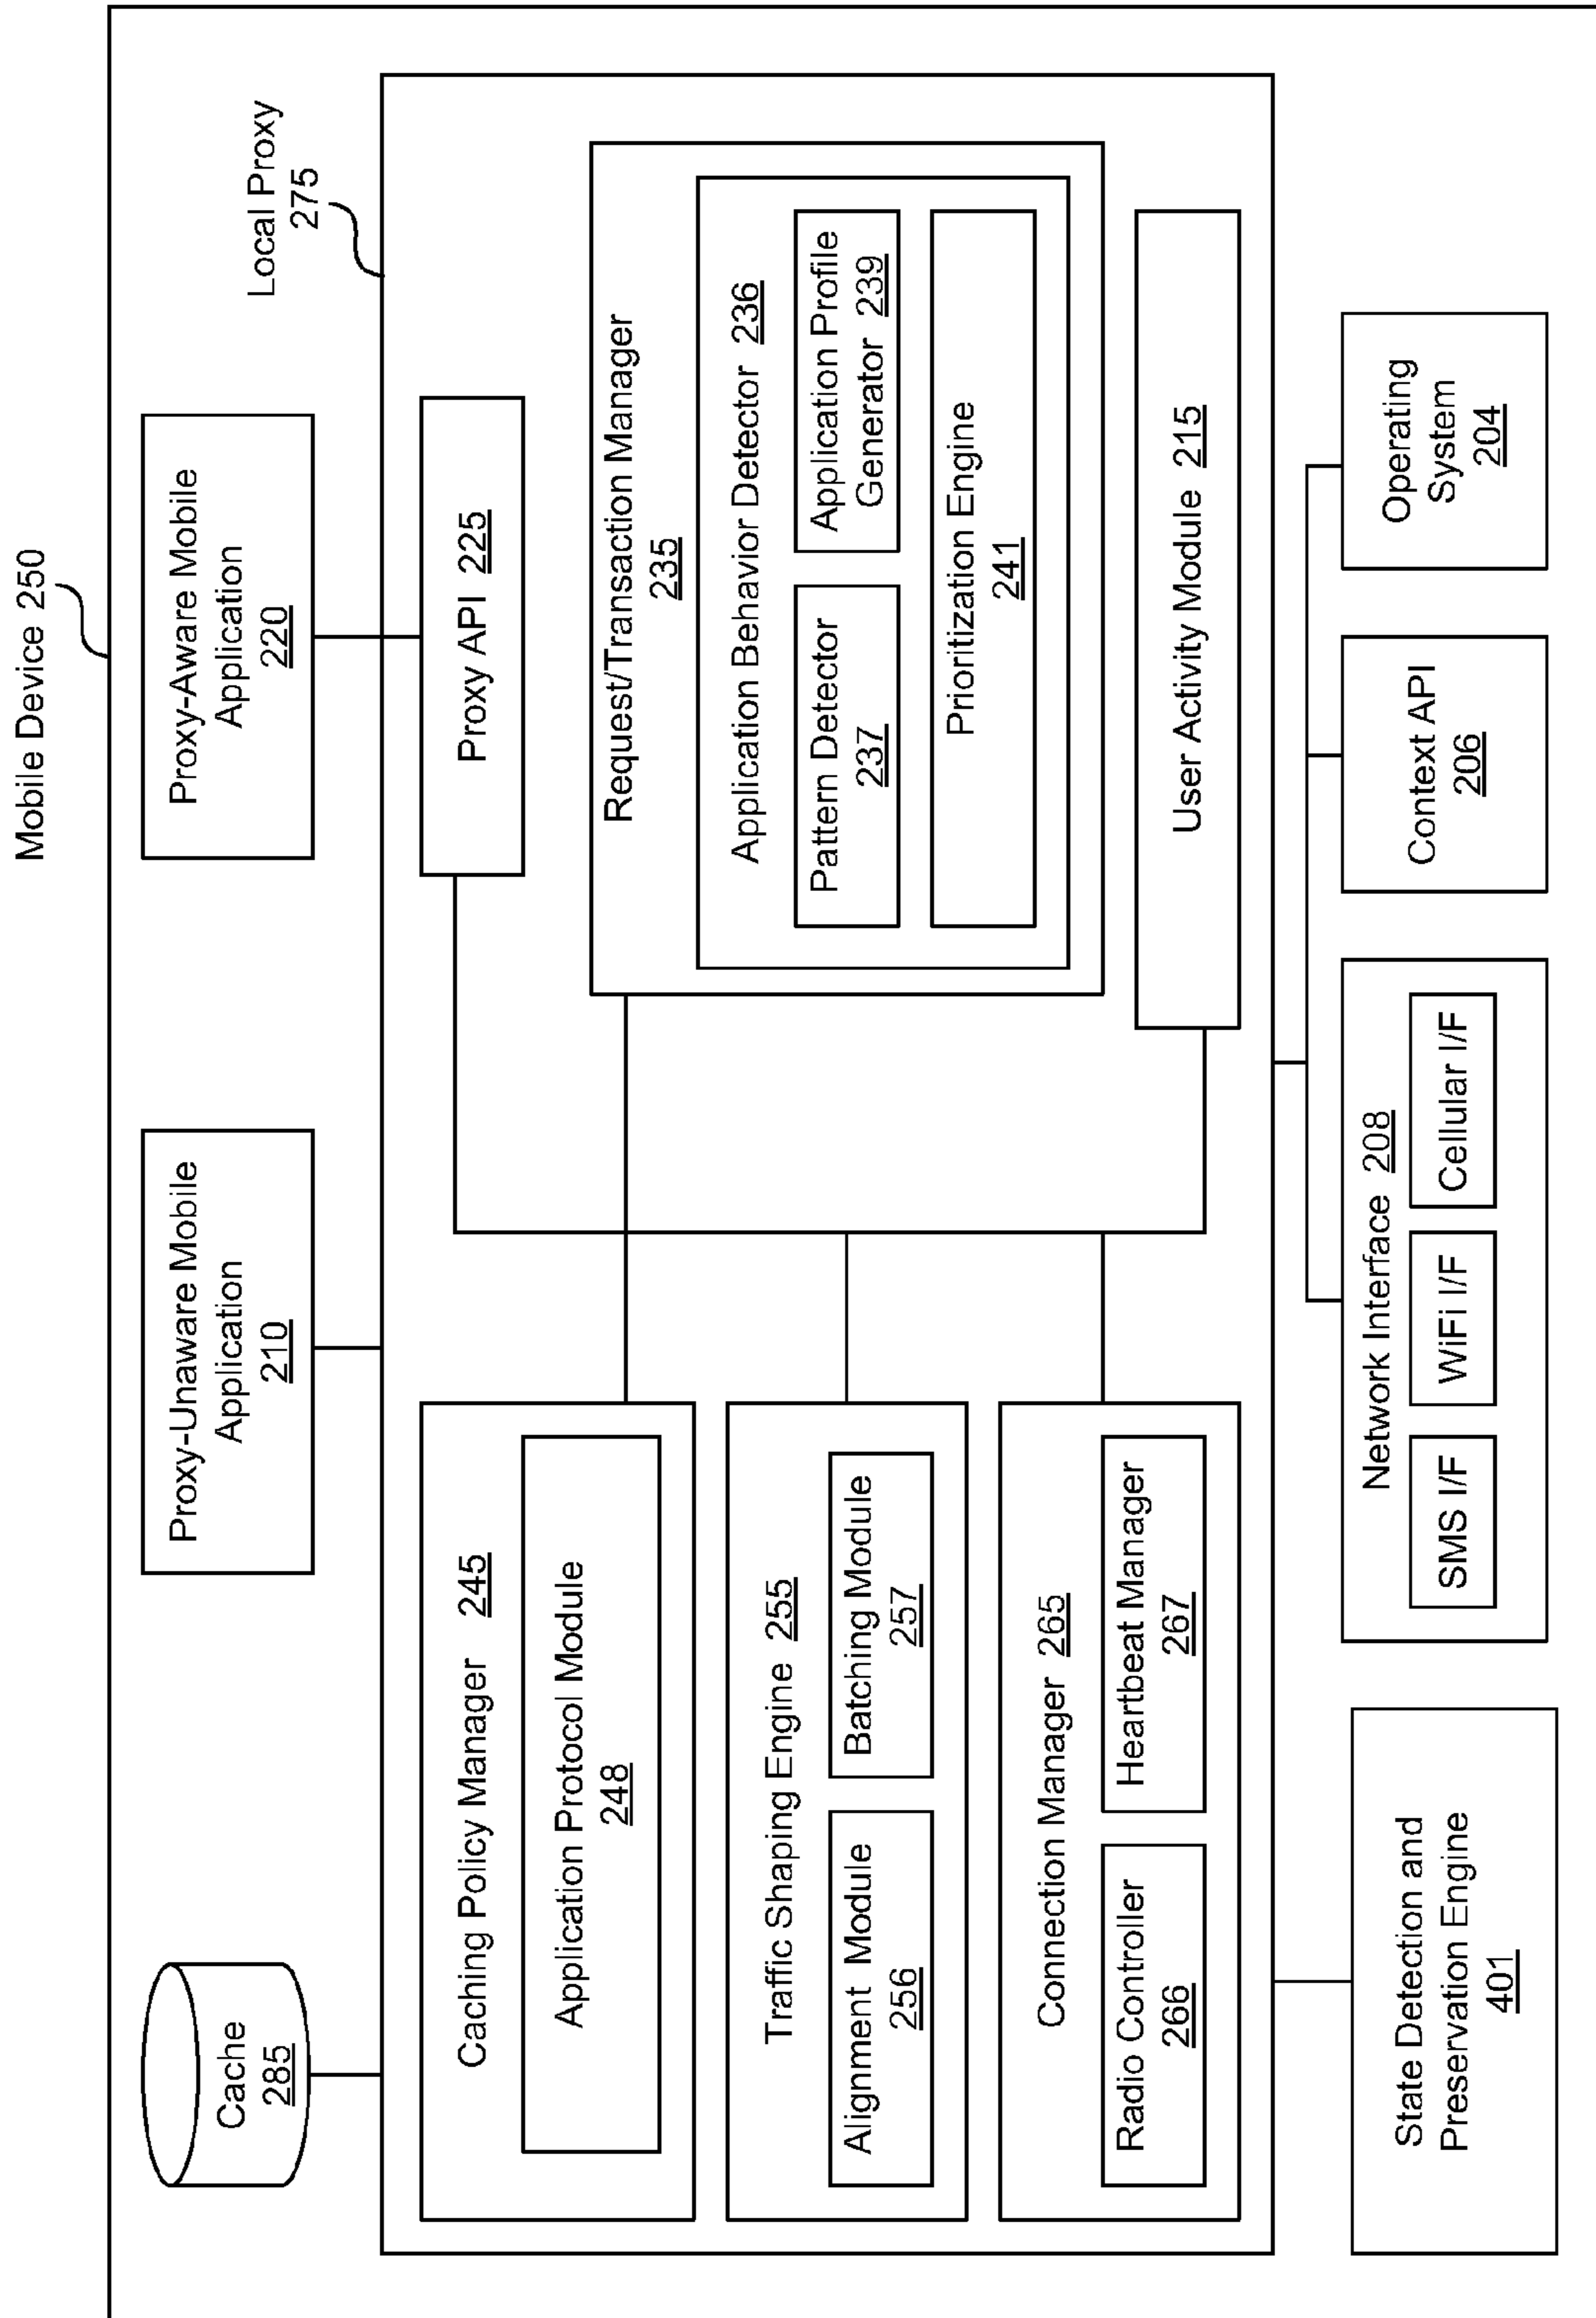 Mobile Device 250
Local Proxy
275
Cache
285
Proxy-Unaware Mobile
Application
210
Proxy-Aware Mobile
Application
220
Caching Policy Manager 245
Application Protocol Module
248
Traffic Shaping Engine 255
Alignment Module
256
Batching Module
257
Connection Manager 265
Radio Controller
266
Heartbeat Manager
267
Proxy API 225
Request/Transaction Manager
235
Application Behavior Detector 236
Pattern Detector
237
Application Profile
Generator 239
Prioritization Engine
241
User Activity Module 215
State Detection and
Preservation Engine
401
Network Interface 208
SMS I/F
WiFi I/F
Cellular I/F
Context API
206
Operating
System
204